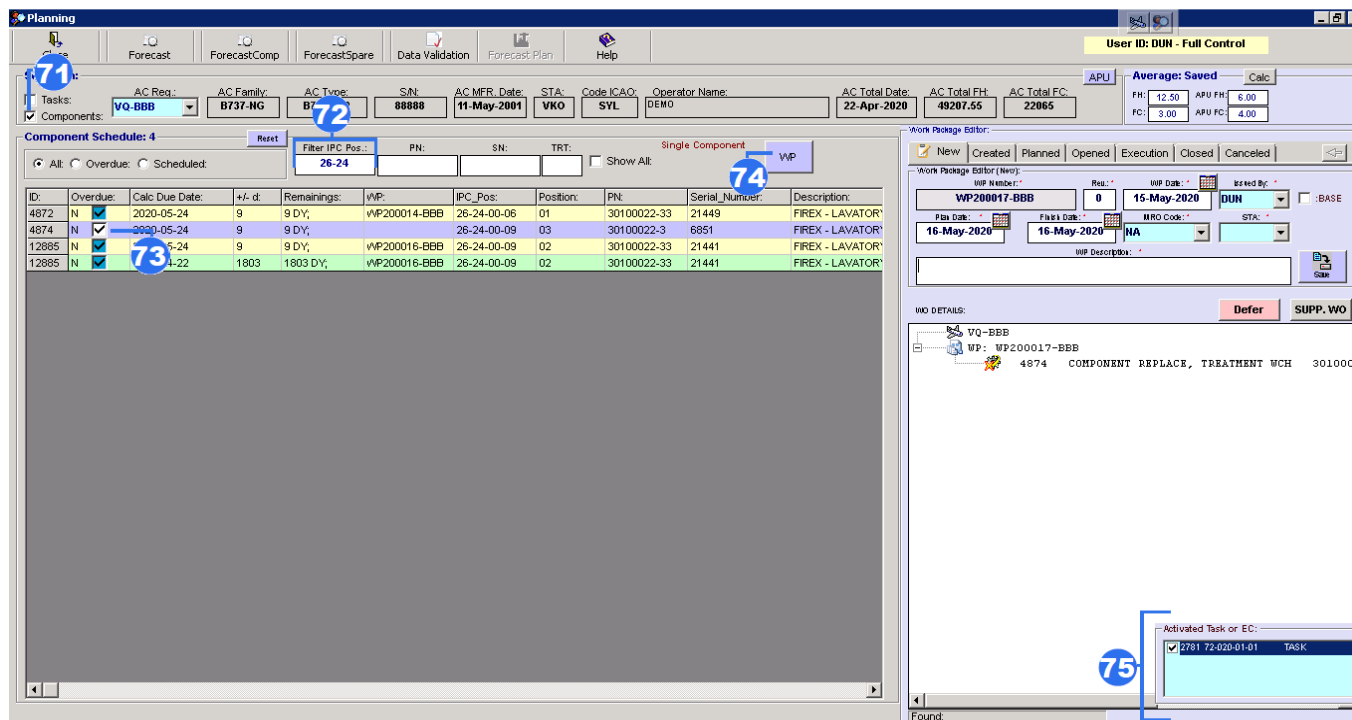 Planning
Close Forecast ForecastComp ForecastSpare Data Validation Forecast Plan Help
User ID: DUN - Full Control
71
Tasks:
Components:
AC Reg.: AC Family: AC Type: S/N: AC MFR. Date: STA: Code ICAO: Operator Name: AC Total Date: AC Total FH: AC Total FC:
VQ-BBB B737-NG 88888 11-May-2001 VKO SYL DEMO 22-Apr-2020 49207.55 22065
APU
Average: Saved Calc
FH: 12.50 APU FH: 6.00
FC: 3.00 APU FC: 4.00
72
Component Schedule: 4 Reset
All: Overdue: Scheduled:
Filter IPC Pos.: PN: SN: TRT:
26-24
Show All:
Single Component
WP
74
ID: Overdue: Calc Due Date: +/- d: Remainings: WP: IPC_Pos: Position: PN: Serial_Number: Description:
4872 N 2020-05-24 9 9 DY; WP200014-BBB 26-24-00-06 01 30100022-33 21449 FIREX - LAVATORY
4874 N 2020-05-24 9 9 DY; 26-24-00-09 03 30100022-3 6851 FIREX - LAVATORY
12885 N 5-24 9 9 DY; WP200016-BBB 26-24-00-09 02 30100022-33 21441 FIREX - LAVATORY
12885 N 4-22 1803 1803 DY; WP200016-BBB 26-24-00-09 02 30100022-33 21441 FIREX - LAVATORY
73
Work Package Editor:
New Created Planned Opened Execution Closed Canceled
Work Package Editor (New):
WP Number:* Rev.:* WP Date: * Issued By: *
WP200017-BBB 0 15-May-2020 DUN :BASE
Plan Date: * Finish Date:* MRO Code:* STA: *
16-May-2020 16-May-2020 NA
WP Description: *
Save
WO DETAILS: Defer SUPP. WO
VQ-BBB
WP: WP200017-BBB
4874 COMPONENT REPLACE, TREATMENT WCH 301000
75
Activated Task or EC:
2781 72-020-01-01 TASK
Found: